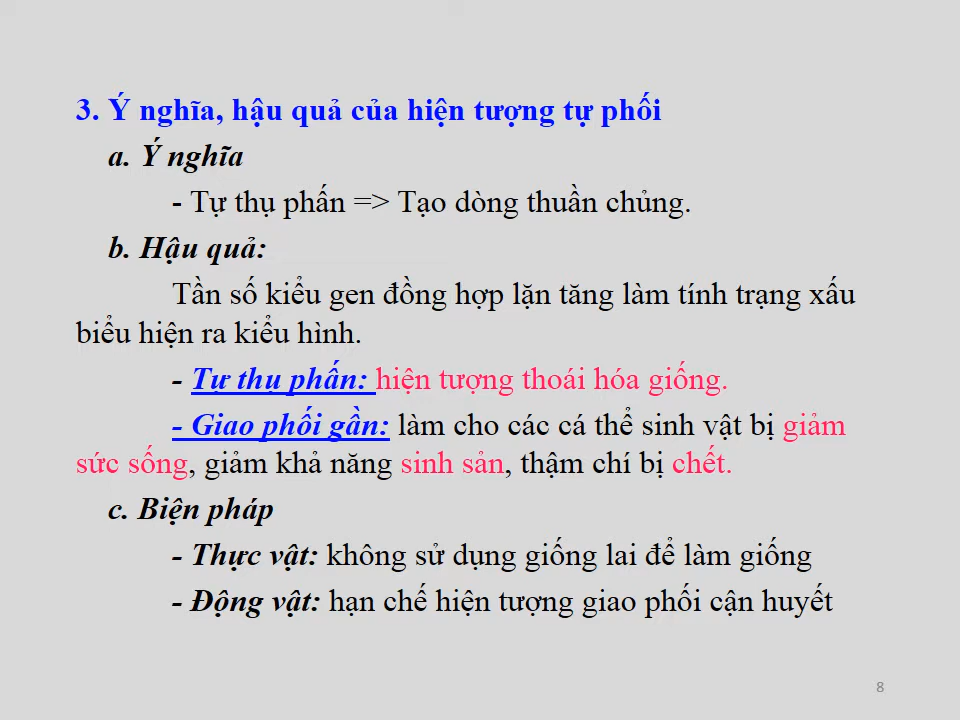 3. Ý nghĩa, hậu quả của hiện tượng tự phối
a. Ý nghĩa
- Tự thụ phấn => Tạo dòng thuần chủng.
b. Hậu quả:
Tần số kiểu gen đồng hợp lặn tăng làm tính trạng xấu
biểu hiện ra kiểu hình.
- Tự thụ phấn: hiện tượng thoái hóa giống.
- Giao phối gần: làm cho các cá thể sinh vật bị giảm
sức sống, giảm khả năng sinh sản, thậm chí bị chết.
c. Biện pháp
- Thực vật: không sử dụng giống lai để làm giống
- Động vật: hạn chế hiện tượng giao phối cận huyết
8